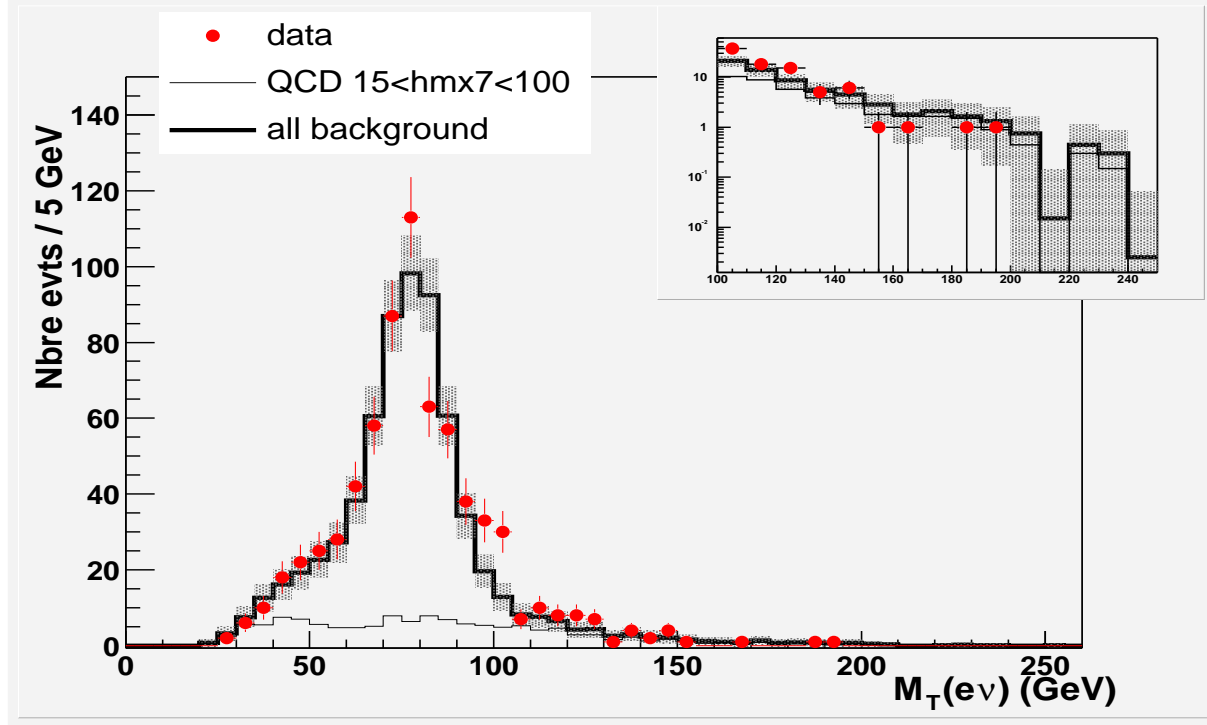 data
QCD 15<hmx7<100
all background
Nbre evts / 5 GeV
140
120
100
80
60
40
20
0
0 50 100 150 200 250
M_T(eν) (GeV)
10
1
10⁻¹
10⁻²
100 120 140 160 180 200 220 240